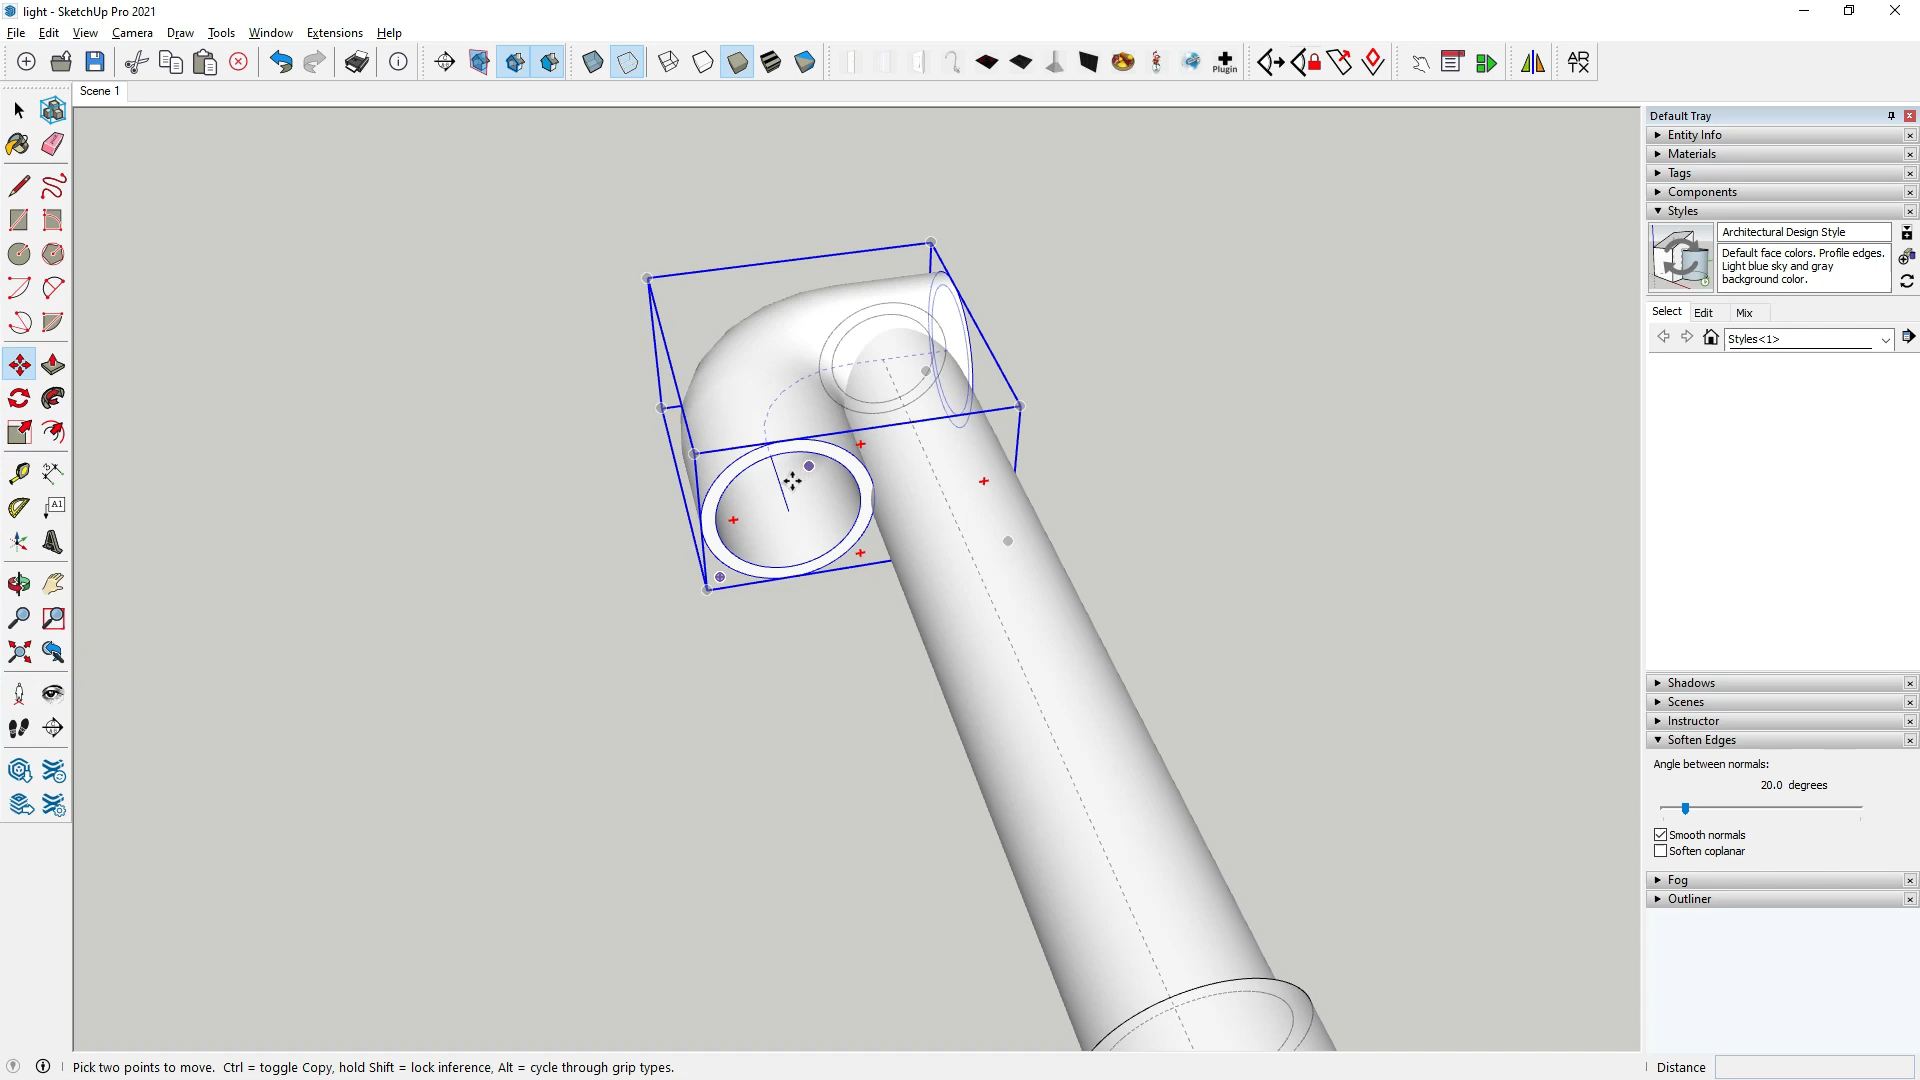 light - SketchUp Pro 2021
File Edit View Camera Draw Tools Window Extensions Help
Plugin
AR
TX
Scene 1
A1
Default Tray
Entity Info
Materials
Tags
Components
Styles
Architectural Design Style
Default face colors. Profile edges.
Light blue sky and gray
background color.
Select Edit Mix
Styles<1>
Shadows
Scenes
Instructor
Soften Edges
Angle between normals:
20.0 degrees
Smooth normals
Soften coplanar
Fog
Outliner
Pick two points to move. Ctrl = toggle Copy, hold Shift = lock inference, Alt = cycle through grip types.
Distance